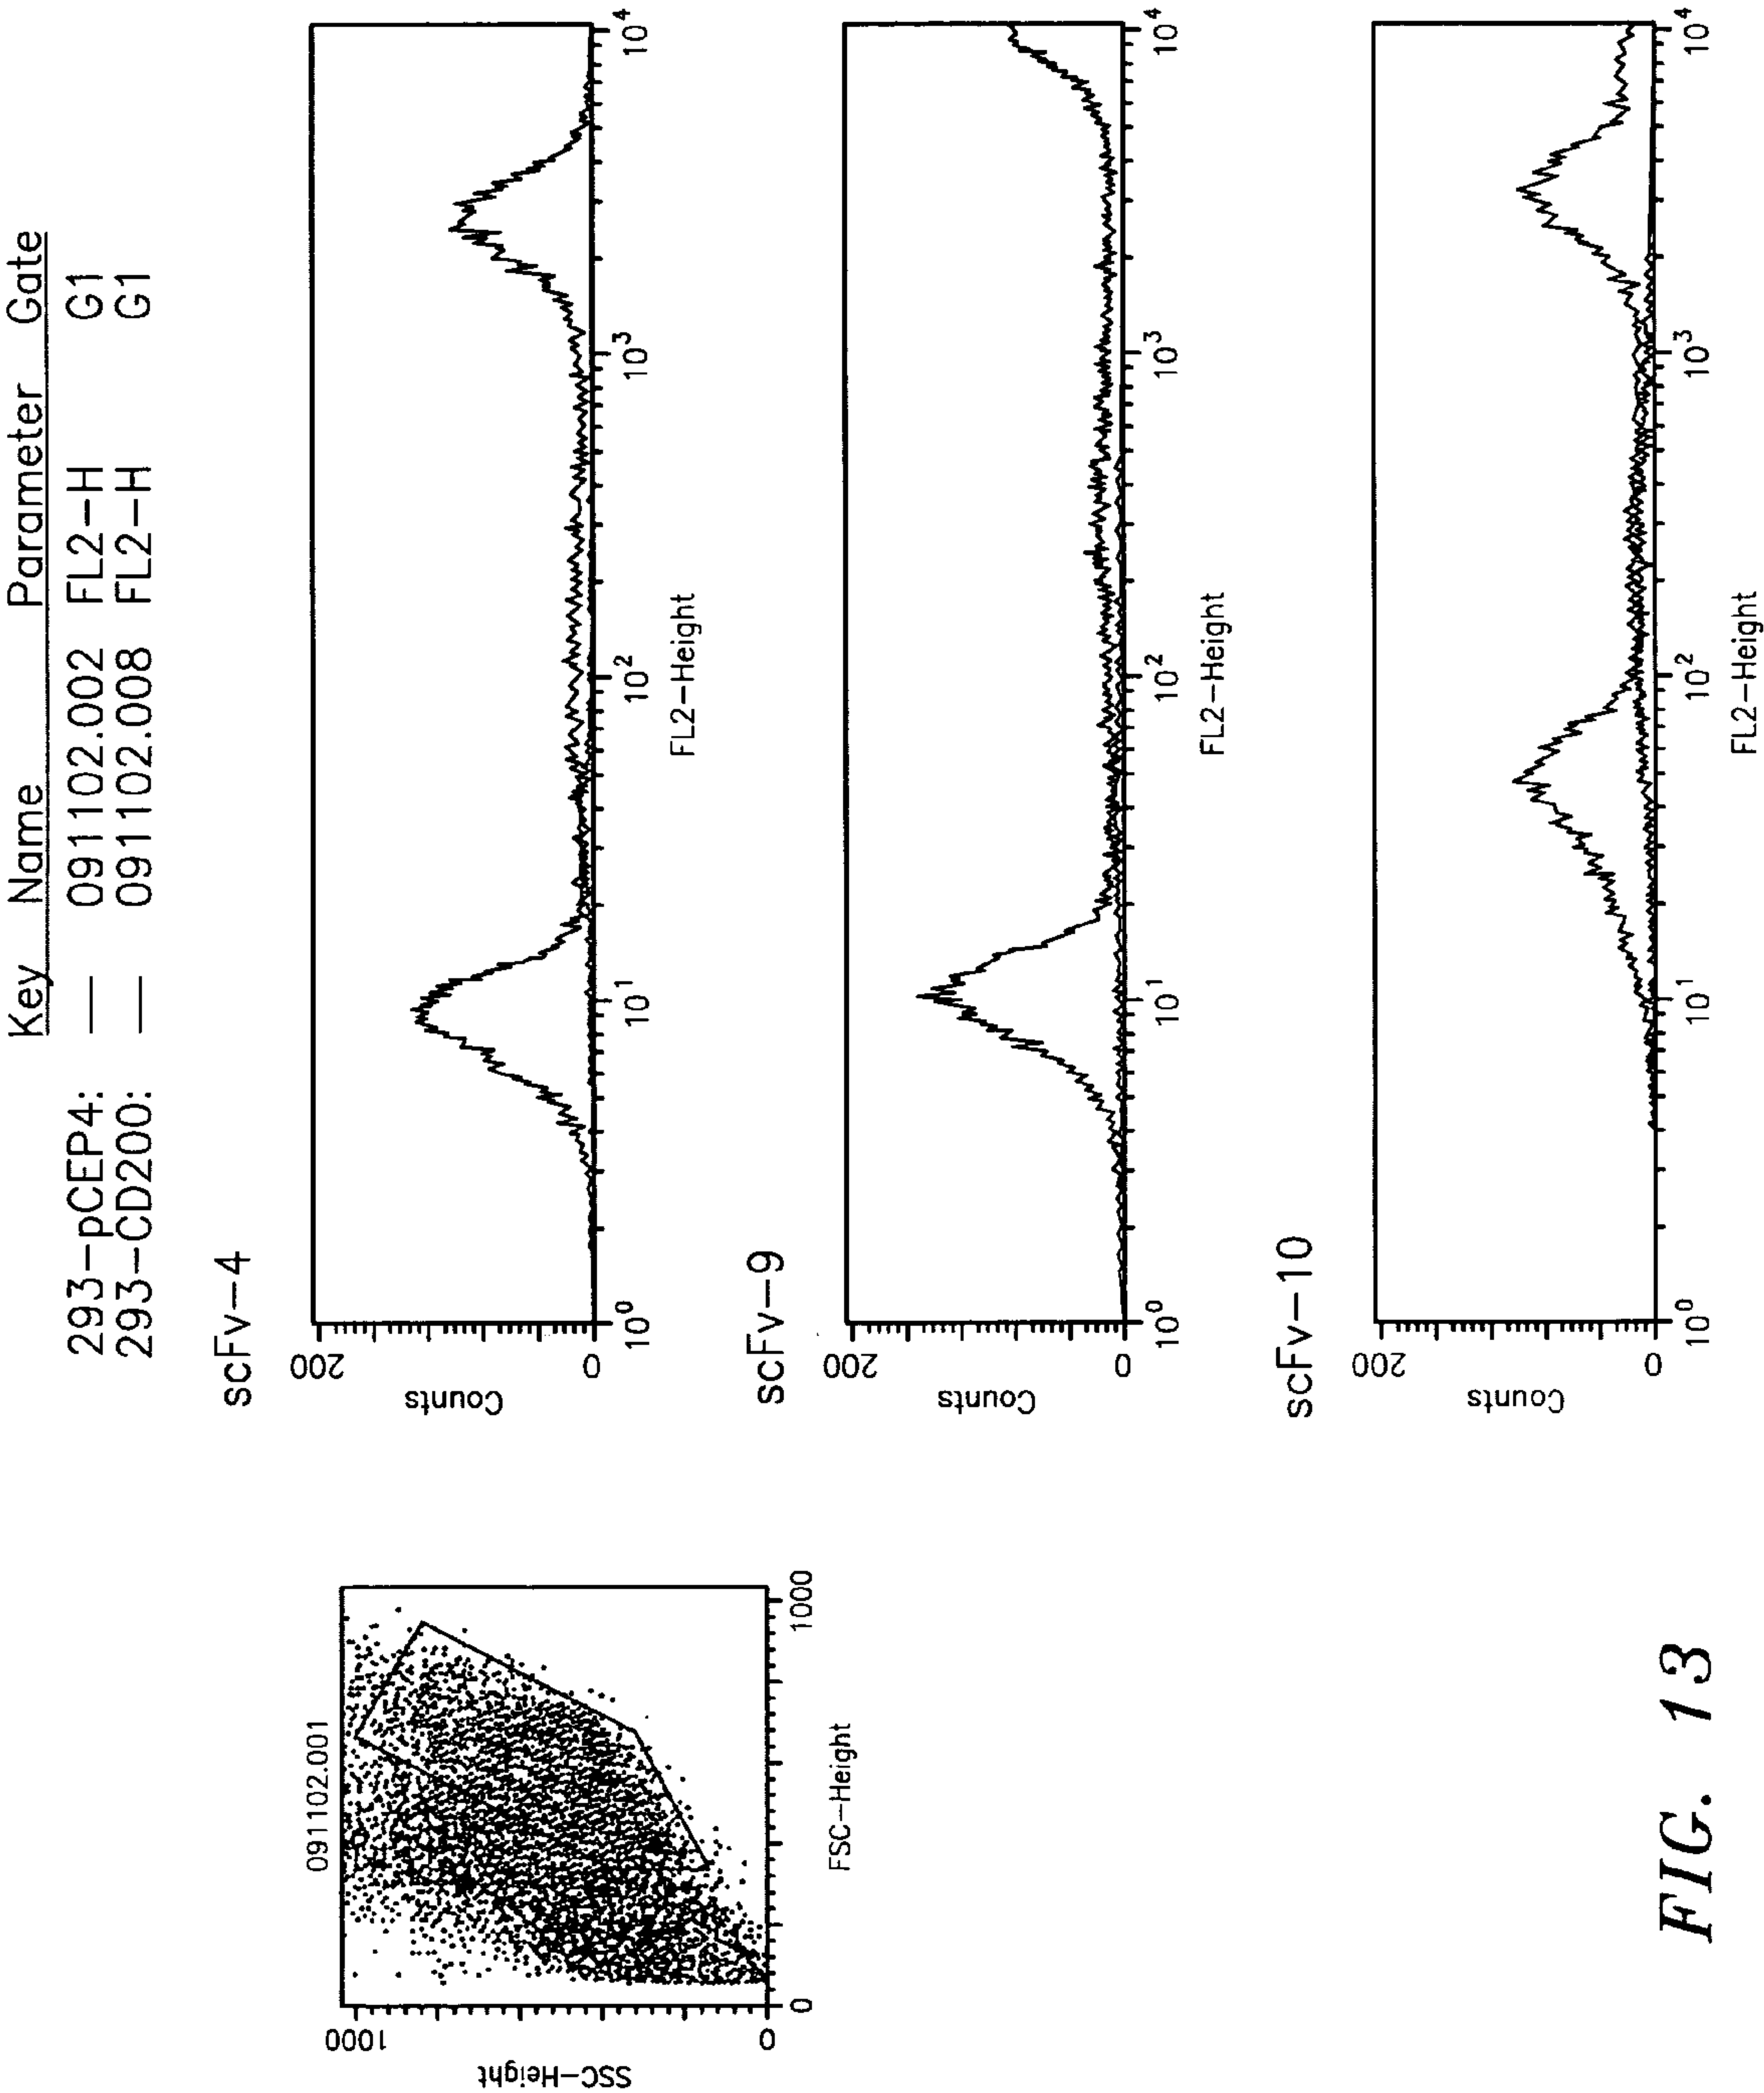 Key Name Parameter Gate
293-pCEP4: — 091102.002 FL2-H G1
293-CD200: — 091102.008 FL2-H G1
091102.001
1000
SSC-Height
0
0 1000
FSC-Height
scFv-4
200
Counts
0
10^0 10^1 10^2 10^3 10^4
FL2-Height
scFv-9
200
Counts
0
10^0 10^1 10^2 10^3 10^4
FL2-Height
scFv-10
200
Counts
0
10^0 10^1 10^2 10^3 10^4
FL2-Height
FIG. 13